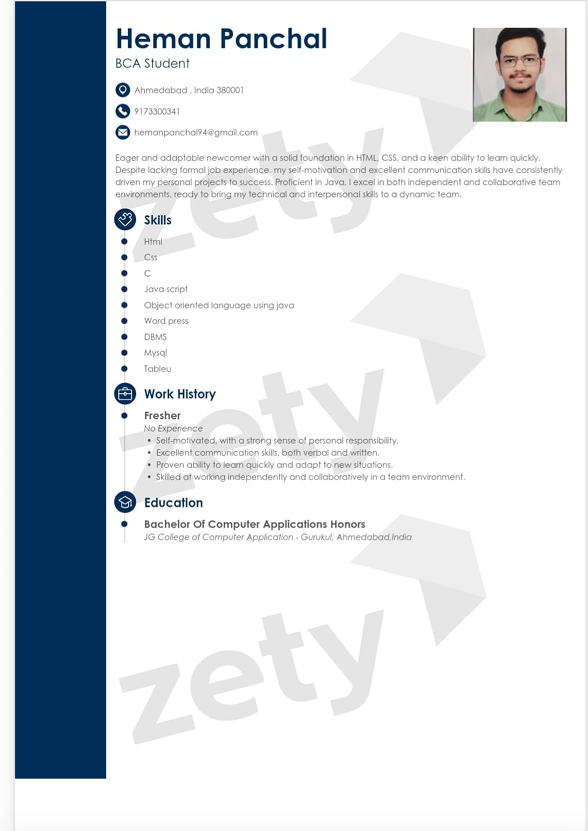 Heman Panchal
BCA Student
Ahmedabad , India 380001
9173300341
hemanpanchal94@gmail.com
Eager and adaptable newcomer with a solid foundation in HTML, CSS, and a keen ability to learn quickly.
Despite lacking formal job experience, my self-motivation and excellent communication skills have consistently
driven my personal projects to success. Proficient in Java, I excel in both independent and collaborative team
environments, ready to bring my technical and interpersonal skills to a dynamic team.
Skills
Html
Css
C
Java script
Object oriented language using java
Word press
DBMS
Mysql
Tableu
Work History
Fresher
No Experience
Self-motivated, with a strong sense of personal responsibility.
Excellent communication skills, both verbal and written.
Proven ability to learn quickly and adapt to new situations.
Skilled at working independently and collaboratively in a team environment.
Education
Bachelor Of Computer Applications Honors
JG College of Computer Application - Gurukul, Ahmedabad,India
zety
zety
zety